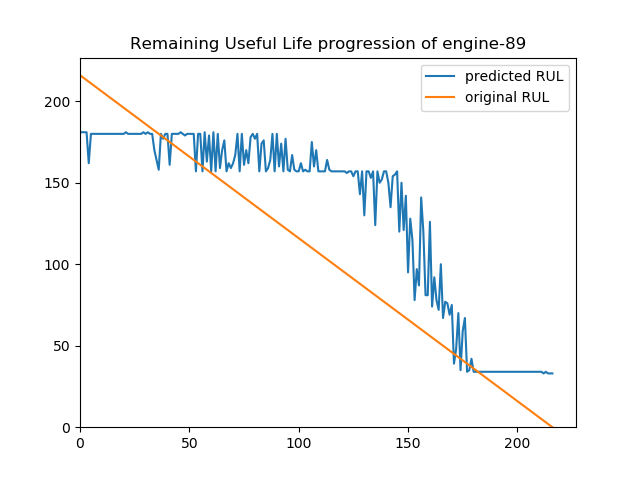 Remaining Useful Life progression of engine-89
predicted RUL
original RUL
200
150
100
50
0
0 50 100 150 200